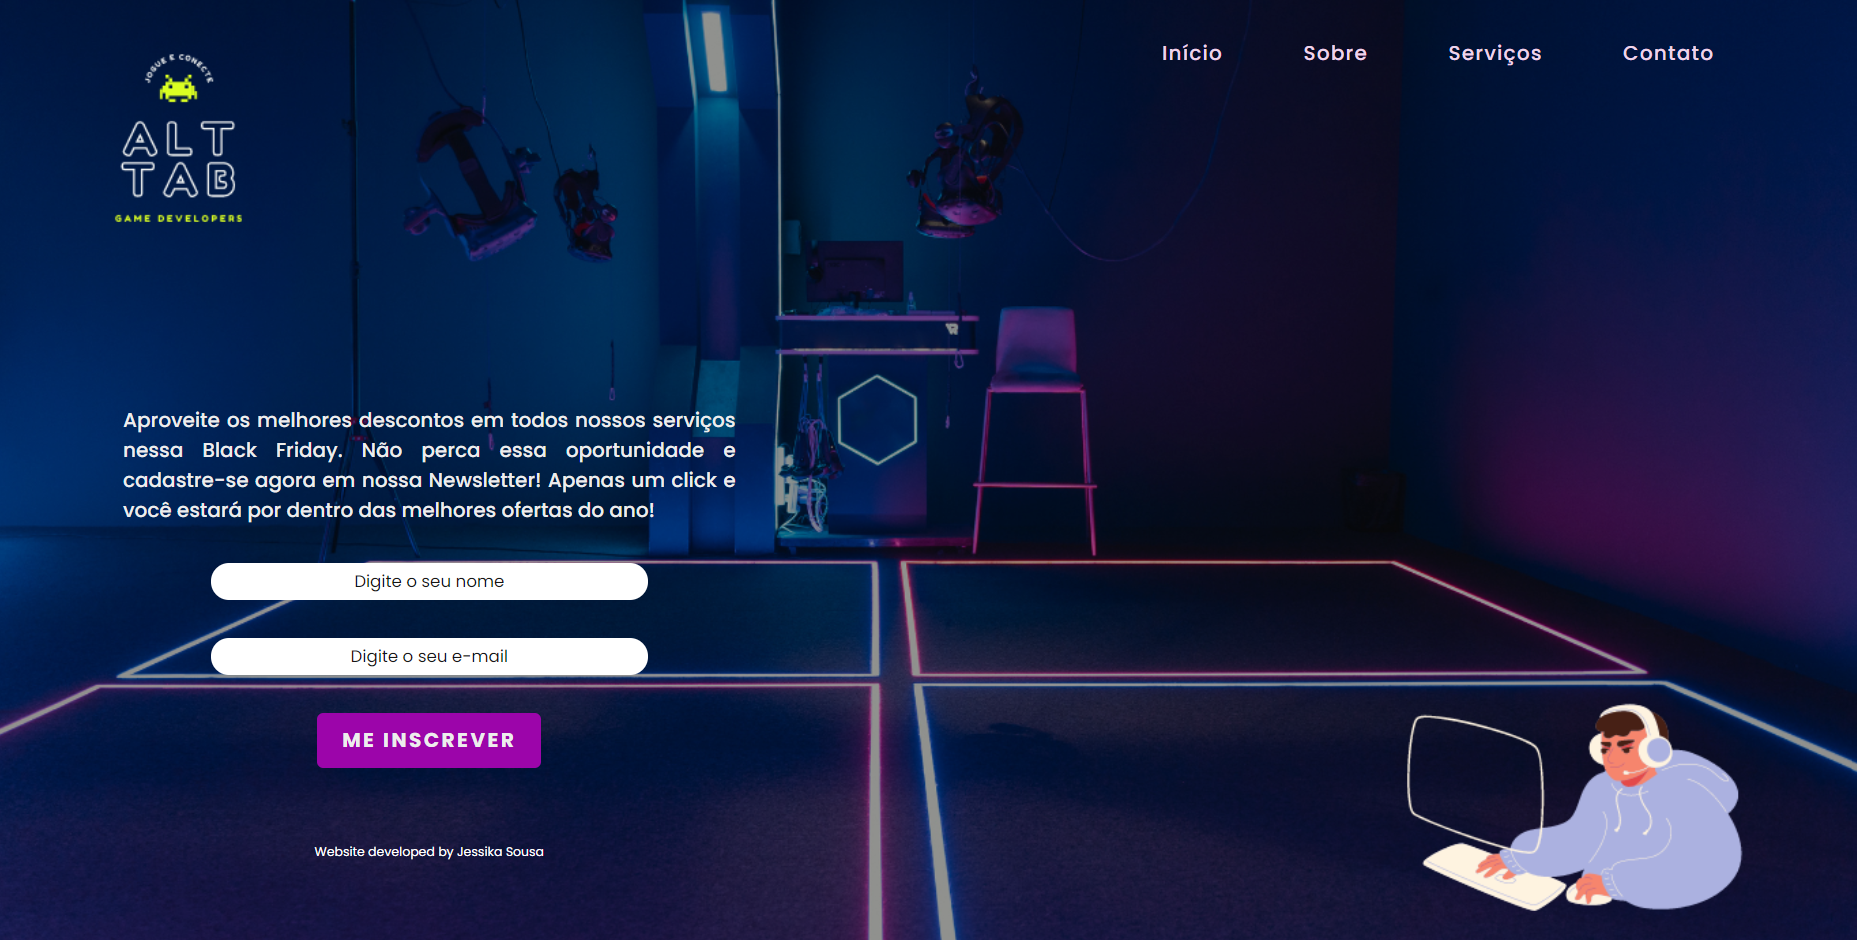 JOGUE E CONECTE
ALT
TAB
GAME DEVELOPERS
Início
Sobre
Serviços
Contato
VR
Aproveite os melhores descontos em todos nossos serviços
nessa Black Friday. Não perca essa oportunidade e
cadastre-se agora em nossa Newsletter! Apenas um click e
você estará por dentro das melhores ofertas do ano!
Digite o seu nome
Digite o seu e-mail
ME INSCREVER
Website developed by Jessika Sousa